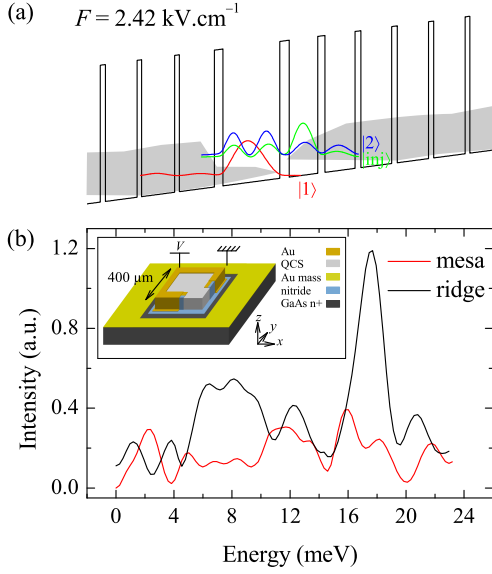 (a)
F = 2.42 kV.cm⁻¹
|2⟩
|inj⟩
|1⟩
(b)
1.2
0.8
0.4
0.0
Intensity (a.u.)
mesa
ridge
V
400 µm
Au
QCS
Au mass
nitride
GaAs n+
z
y
x
0 4 8 12 16 20 24
Energy (meV)